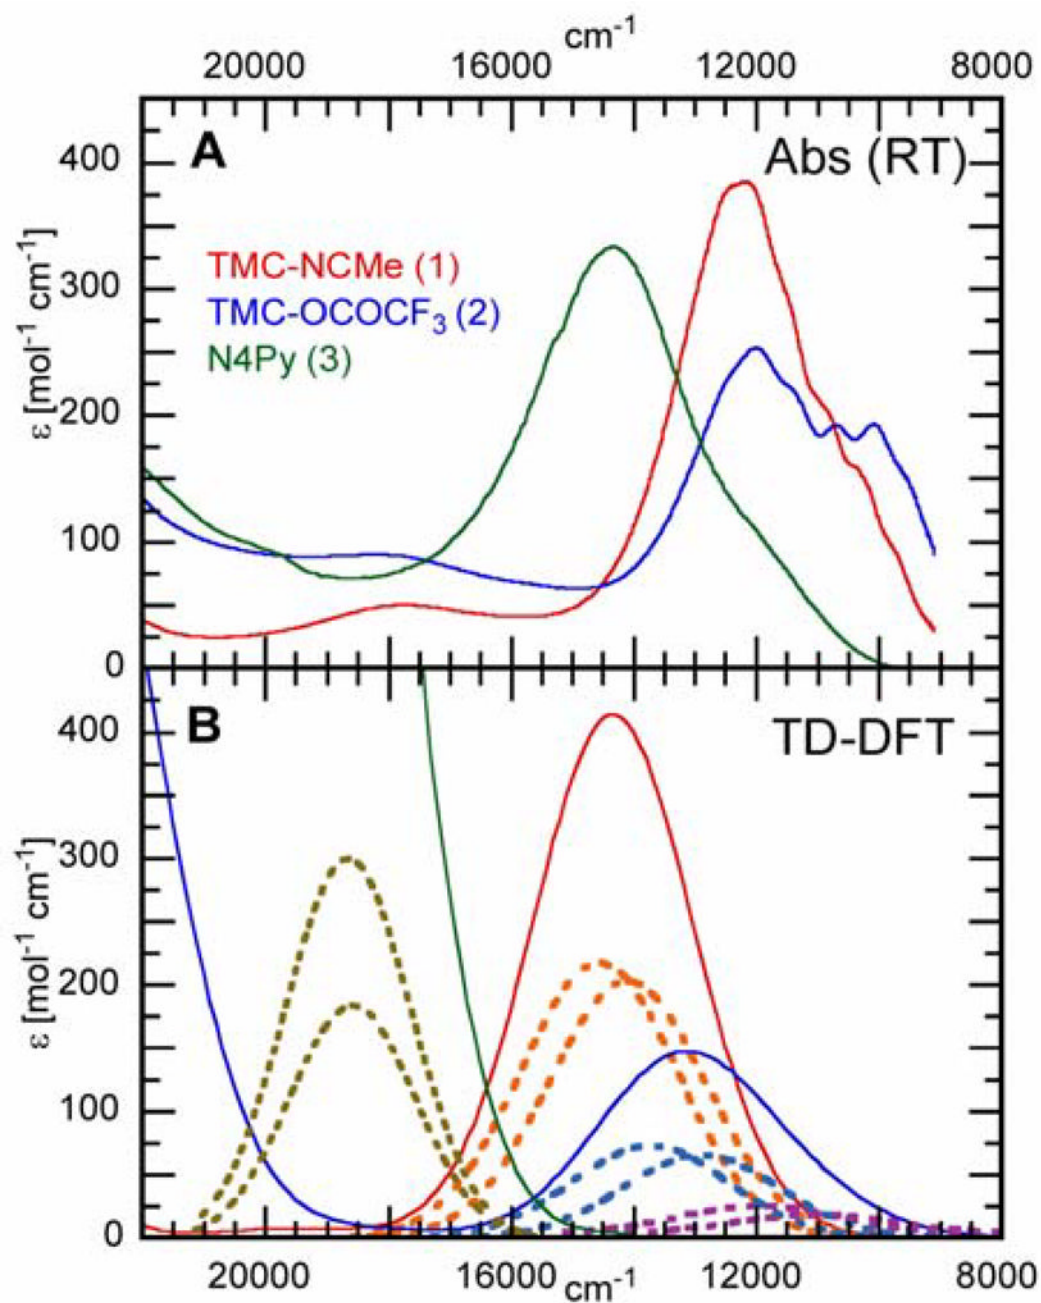 cm⁻¹
20000 16000 12000 8000
A
Abs (RT)
400
300
200
100
0
ε [mol⁻¹ cm⁻¹]
TMC-NCMe (1)
TMC-OCOCF₃ (2)
N4Py (3)
B
TD-DFT
400
300
200
100
0
ε [mol⁻¹ cm⁻¹]
20000 16000 cm⁻¹ 12000 8000